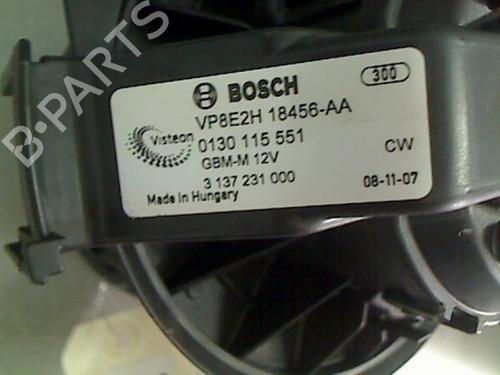 B-PARTS
BOSCH
300
VP8E2H 18456-AA
Visteon
0130 115 551
GBM-M 12V
CW
3 137 231 000
08-11-07
Made in Hungary